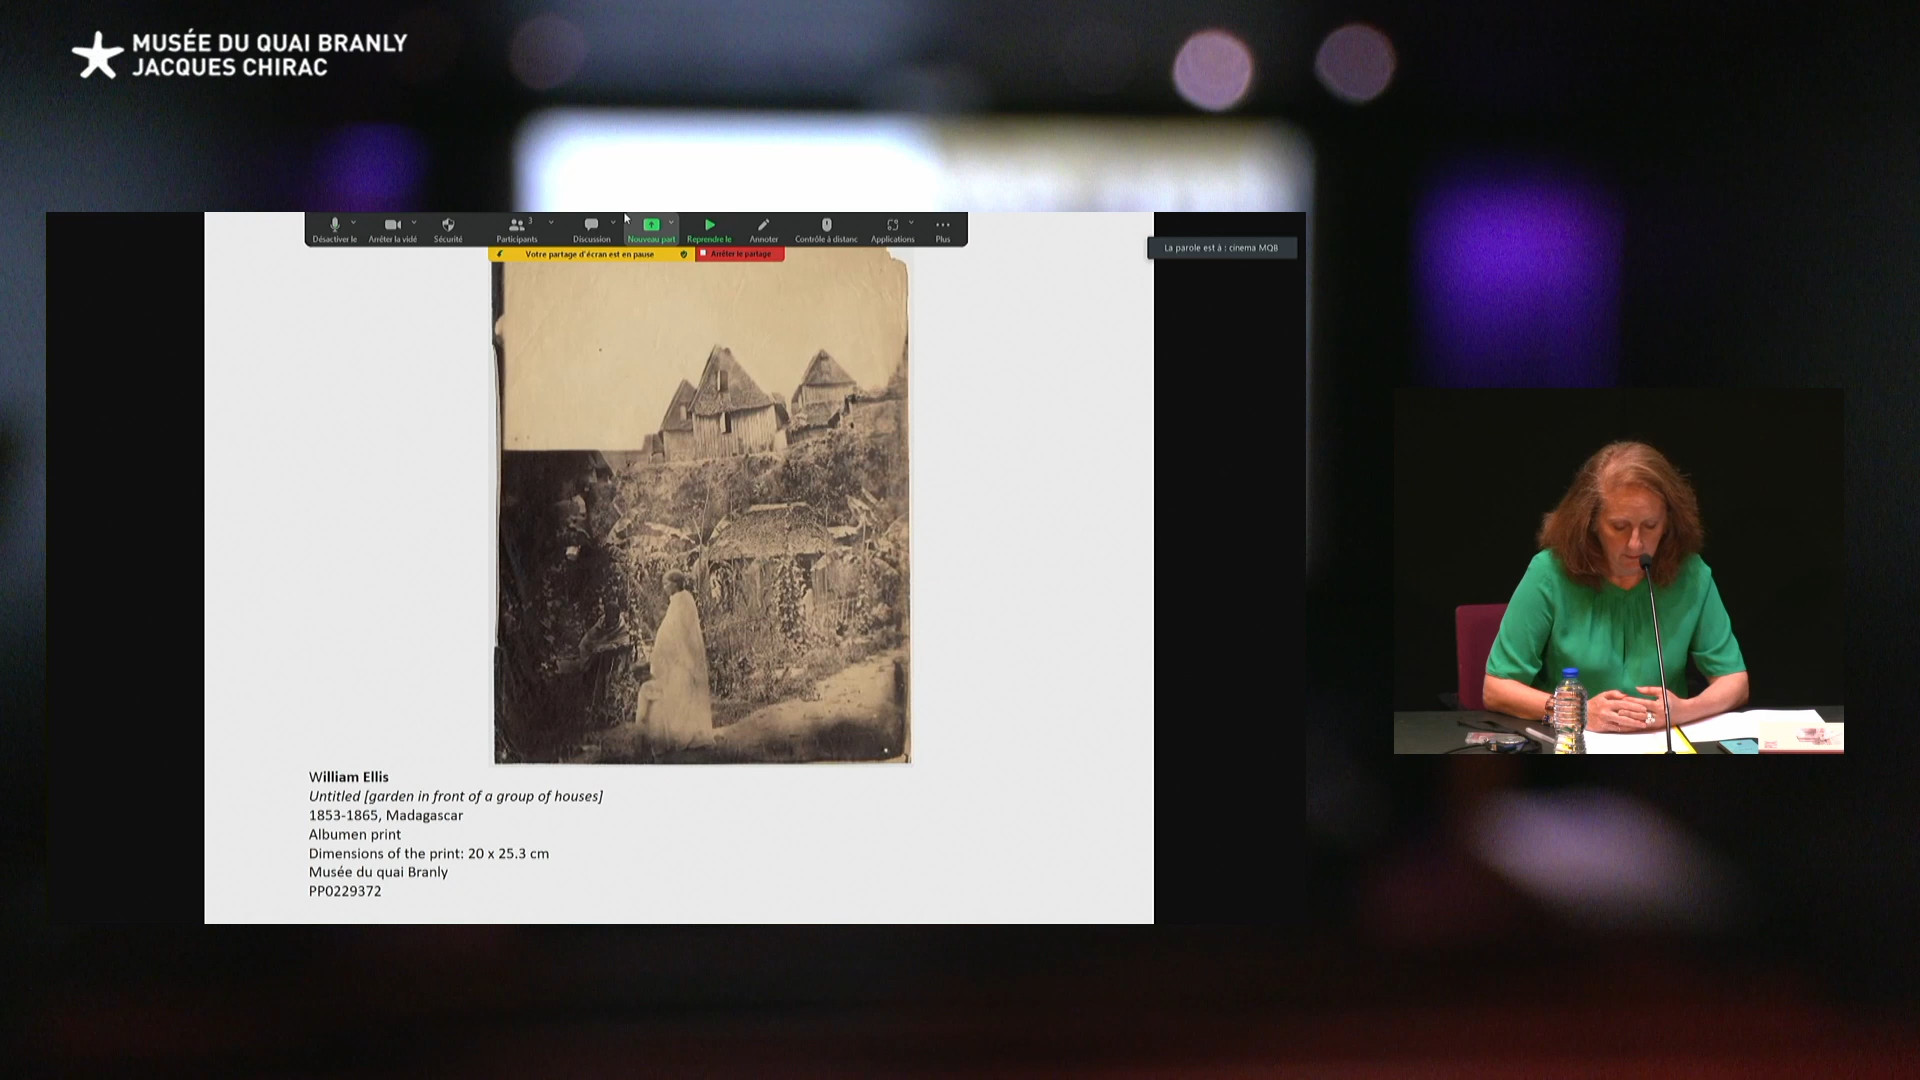 MUSÉE DU QUAI BRANLY
JACQUES CHIRAC
Désactiver le
Arrêter la vidé
Sécurité
3
Participants
Discussion
Nouveau part
Reprendre le
Annoter
Contrôle à distanc
Applications
Plus
Votre partage d'écran est en pause
Arrêter le partage
La parole est à : cinema MQB
William Ellis
Untitled [garden in front of a group of houses]
1853-1865, Madagascar
Albumen print
Dimensions of the print: 20 x 25.3 cm
Musée du quai Branly
PP0229372